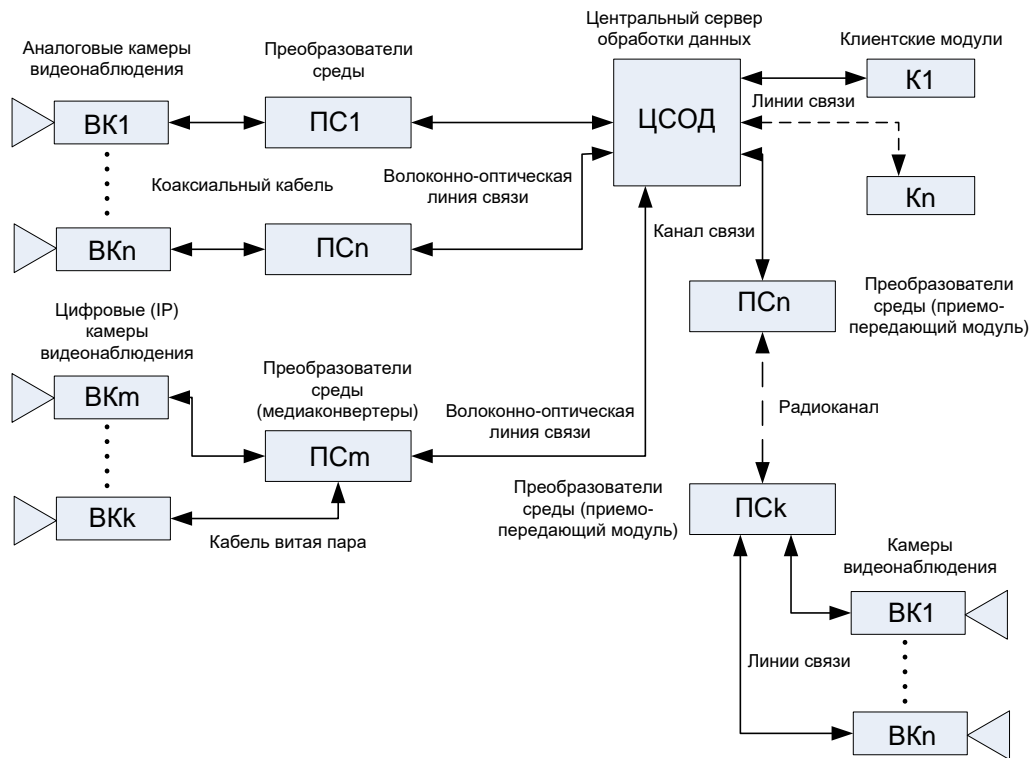 Центральный сервер
обработки данных
Аналоговые камеры
видеонаблюдения
Преобразователи
среды
Клиентские модули
ВК1
ПС1
ЦСОД
К1
Линии связи
Коаксиальный кабель
Волоконно-оптическая
линия связи
Кn
ВКn
ПСn
Канал связи
Цифровые (IP)
камеры
видеонаблюдения
ПСn
Преобразователи
среды (приемо-
передающий модуль)
Преобразователи
среды
(медиаконвертеры)
ВКm
ПСm
Волоконно-оптическая
линия связи
Радиоканал
ВКk
Кабель витая пара
Преобразователи
среды (приемо-
передающий модуль)
ПСk
Камеры
видеонаблюдения
ВК1
Линии связи
ВКn